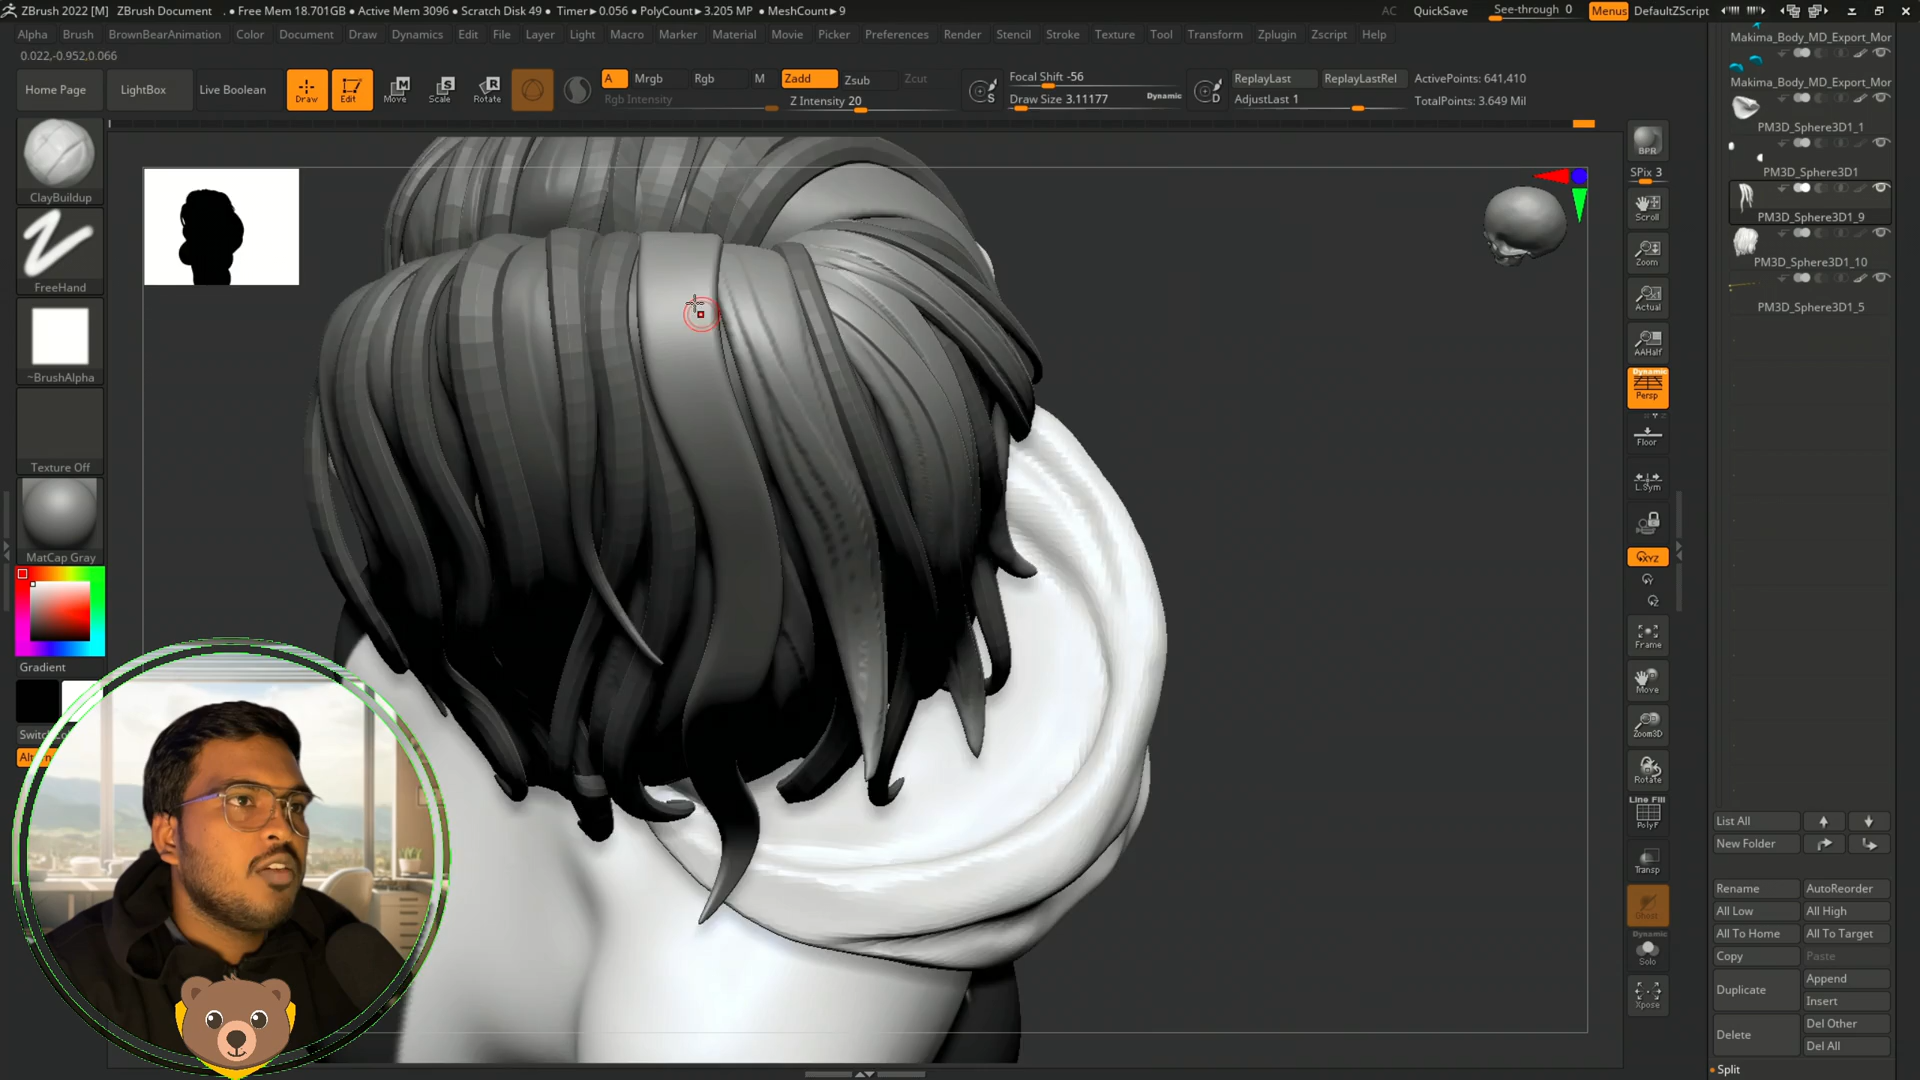 ZBrush 2022 [M] ZBrush Document . • Free Mem 18.701GB • Active Mem 3096 • Scratch Disk 49 • Timer►0.056 • PolyCount►3.205 MP • MeshCount►9 AC QuickSave See-through 0 Menus DefaultZScript
Alpha Brush BrownBearAnimation Color Document Draw Dynamics Edit File Layer Light Macro Marker Material Movie Picker Preferences Render Stencil Stroke Texture Tool Transform Zplugin Zscript Help
0.022,-0.952,0.066
Home Page LightBox Live Boolean Draw Edit Move Scale Rotate
A Mrgb Rgb M Zadd Zsub Zcut
Rgb Intensity Z Intensity 20
Focal Shift -56
Draw Size 3.11177 Dynamic
ReplayLast ReplayLastRel ActivePoints: 641,410
AdjustLast 1 TotalPoints: 3.649 Mil
ClayBuildup
FreeHand
~BrushAlpha
Texture Off
MatCap Gray
Gradient
BPR
SPix 3
Scroll
Zoom
Actual
AAHalf
Dynamic
Persp
Floor
L.Sym
XYZ
Frame
Move
Zoom3D
Rotate
Line Fill
PolyF
Transp
Ghost
Dynamic
Solo
Xpose
Makima_Body_MD_Export_Mor
Makima_Body_MD_Export_Mor
PM3D_Sphere3D1_1
PM3D_Sphere3D1
PM3D_Sphere3D1_9
PM3D_Sphere3D1_10
PM3D_Sphere3D1_5
List All
New Folder
Rename AutoReorder
All Low All High
All To Home All To Target
Copy Paste
Duplicate Append
Insert
Delete Del Other
Del All
Split